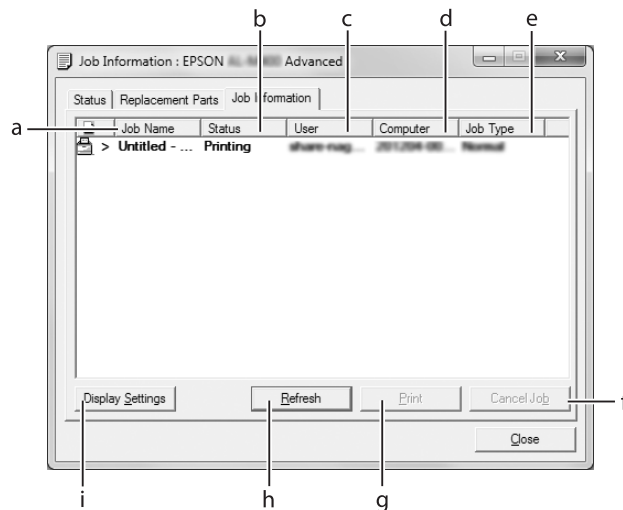 b c d e
Job Information : EPSON Advanced
Status Replacement Parts Job Information
a Job Name Status User Computer Job Type
> Untitled - ... Printing
Display Settings Refresh Print Cancel Job f
Close
i h g